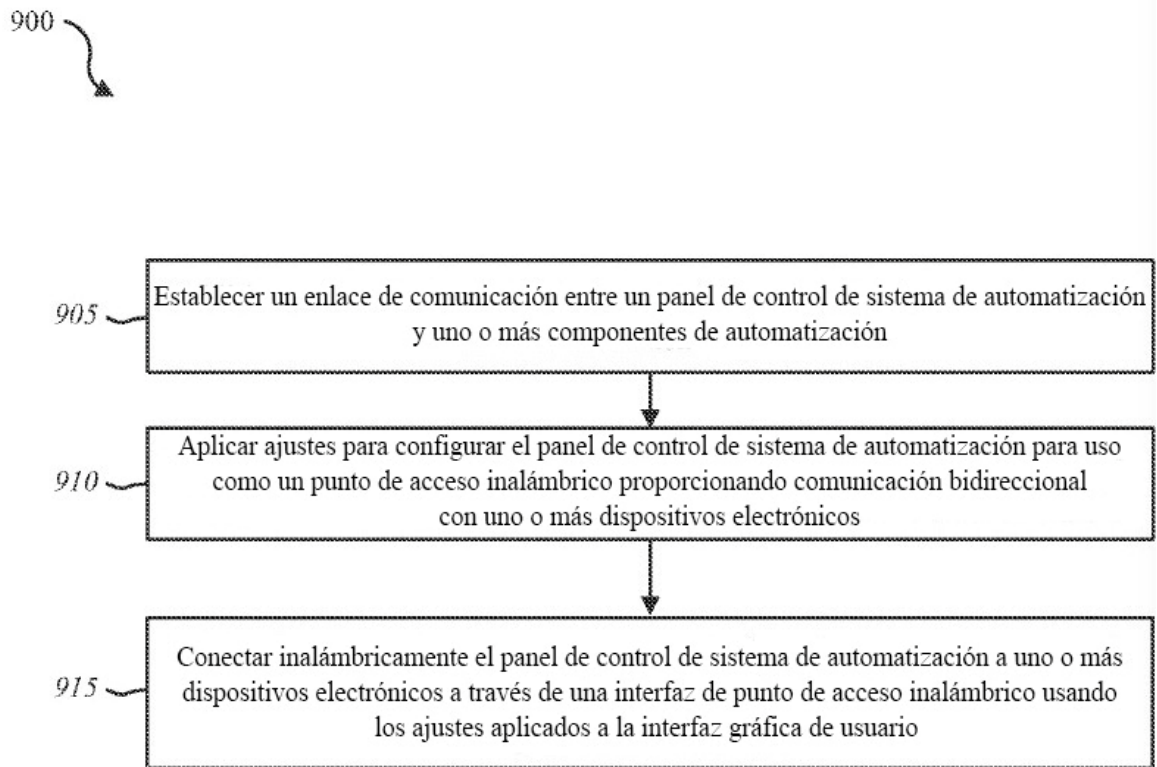 900
905
Establecer un enlace de comunicación entre un panel de control de sistema de automatización
y uno o más componentes de automatización
910
Aplicar ajustes para configurar el panel de control de sistema de automatización para uso
como un punto de acceso inalámbrico proporcionando comunicación bidireccional
con uno o más dispositivos electrónicos
915
Conectar inalámbricamente el panel de control de sistema de automatización a uno o más
dispositivos electrónicos a través de una interfaz de punto de acceso inalámbrico usando
los ajustes aplicados a la interfaz gráfica de usuario